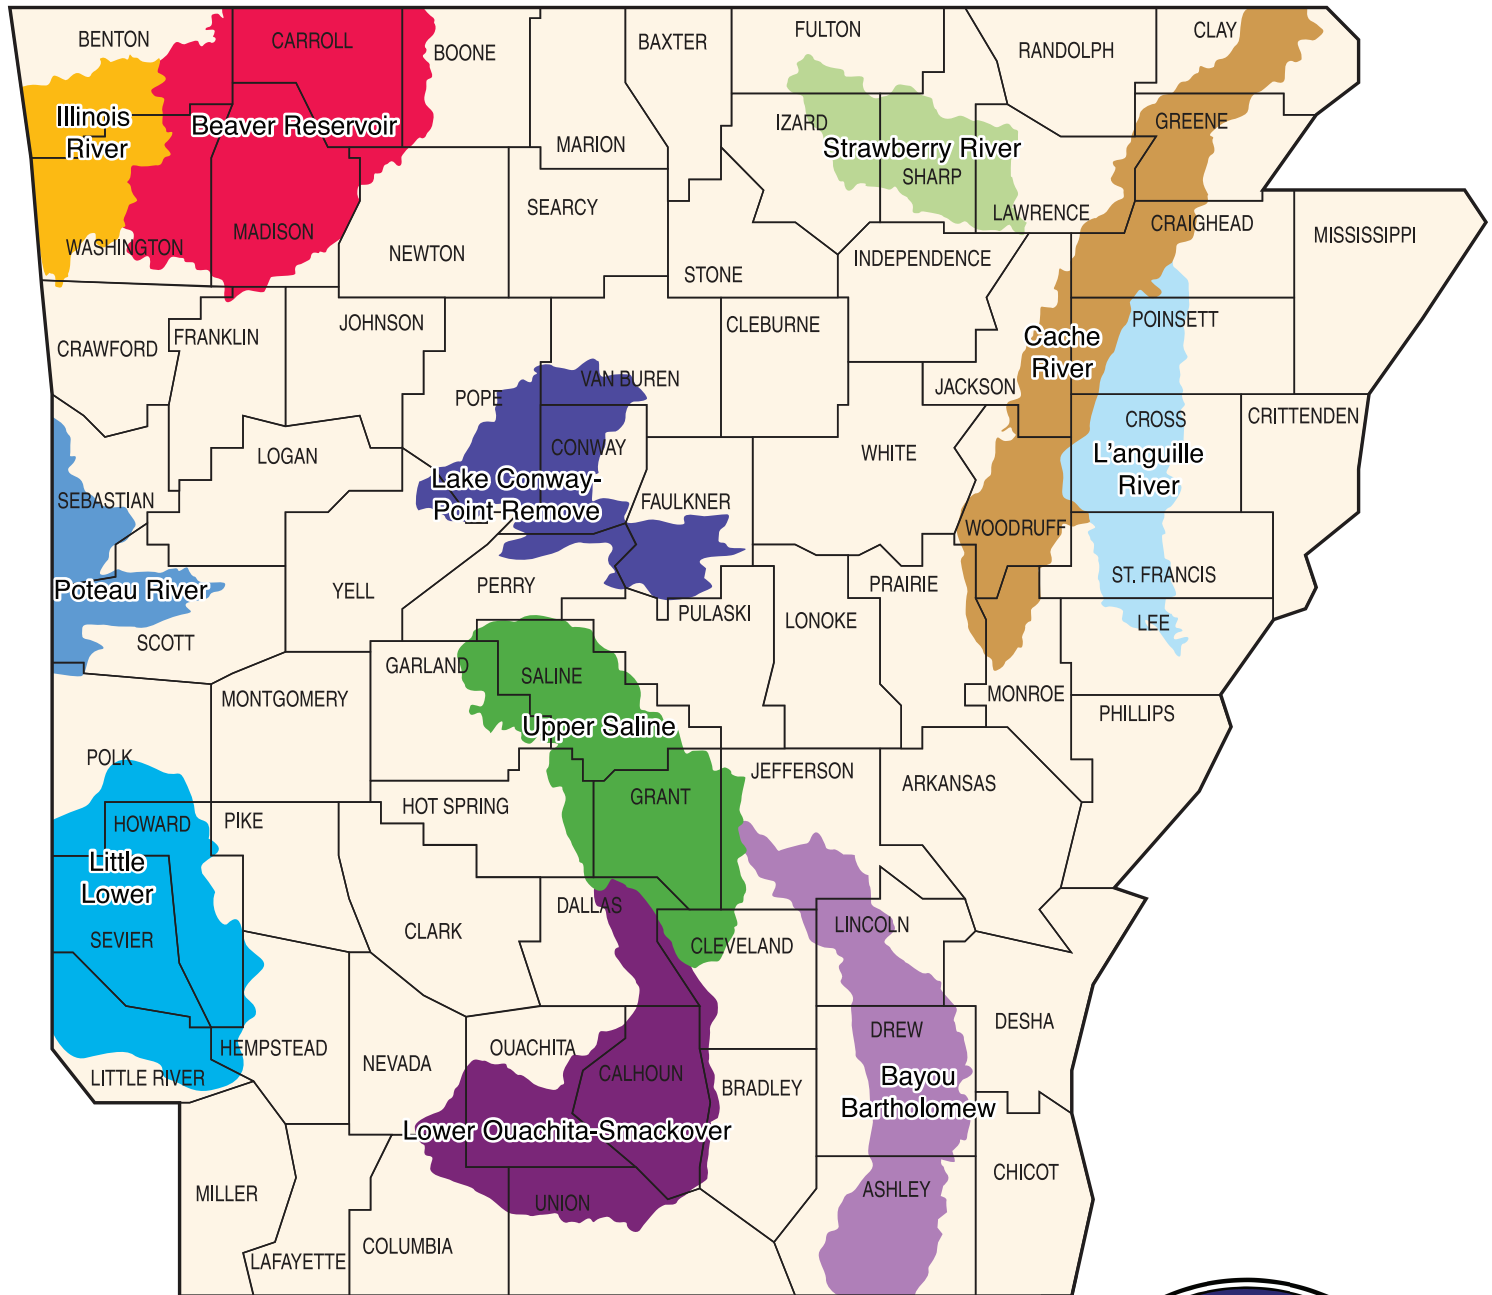 BENTON
CARROLL
BOONE
BAXTER
FULTON
RANDOLPH
CLAY
Illinois
River
Beaver Reservoir
MARION
IZARD
Strawberry River
SHARP
GREENE
WASHINGTON
MADISON
NEWTON
SEARCY
STONE
INDEPENDENCE
LAWRENCE
CRAIGHEAD
MISSISSIPPI
CRAWFORD
FRANKLIN
JOHNSON
POPE
VAN BUREN
CLEBURNE
JACKSON
Cache
River
POINSETT
CROSS
CRITTENDEN
L'anguille
River
SEBASTIAN
LOGAN
CONWAY
Lake Conway-
Point-Remove
FAULKNER
WHITE
WOODRUFF
ST. FRANCIS
LEE
Poteau River
SCOTT
YELL
PERRY
PULASKI
LONOKE
PRAIRIE
MONROE
PHILLIPS
POLK
MONTGOMERY
GARLAND
SALINE
Upper Saline
HOT SPRING
GRANT
JEFFERSON
ARKANSAS
HOWARD
PIKE
Little
Lower
SEVIER
CLARK
DALLAS
CLEVELAND
LINCOLN
DESHA
LITTLE RIVER
HEMPSTEAD
NEVADA
OUACHITA
CALHOUN
BRADLEY
DREW
Bayou
Bartholomew
Lower Ouachita-Smackover
MILLER
LAFAYETTE
COLUMBIA
UNION
ASHLEY
CHICOT